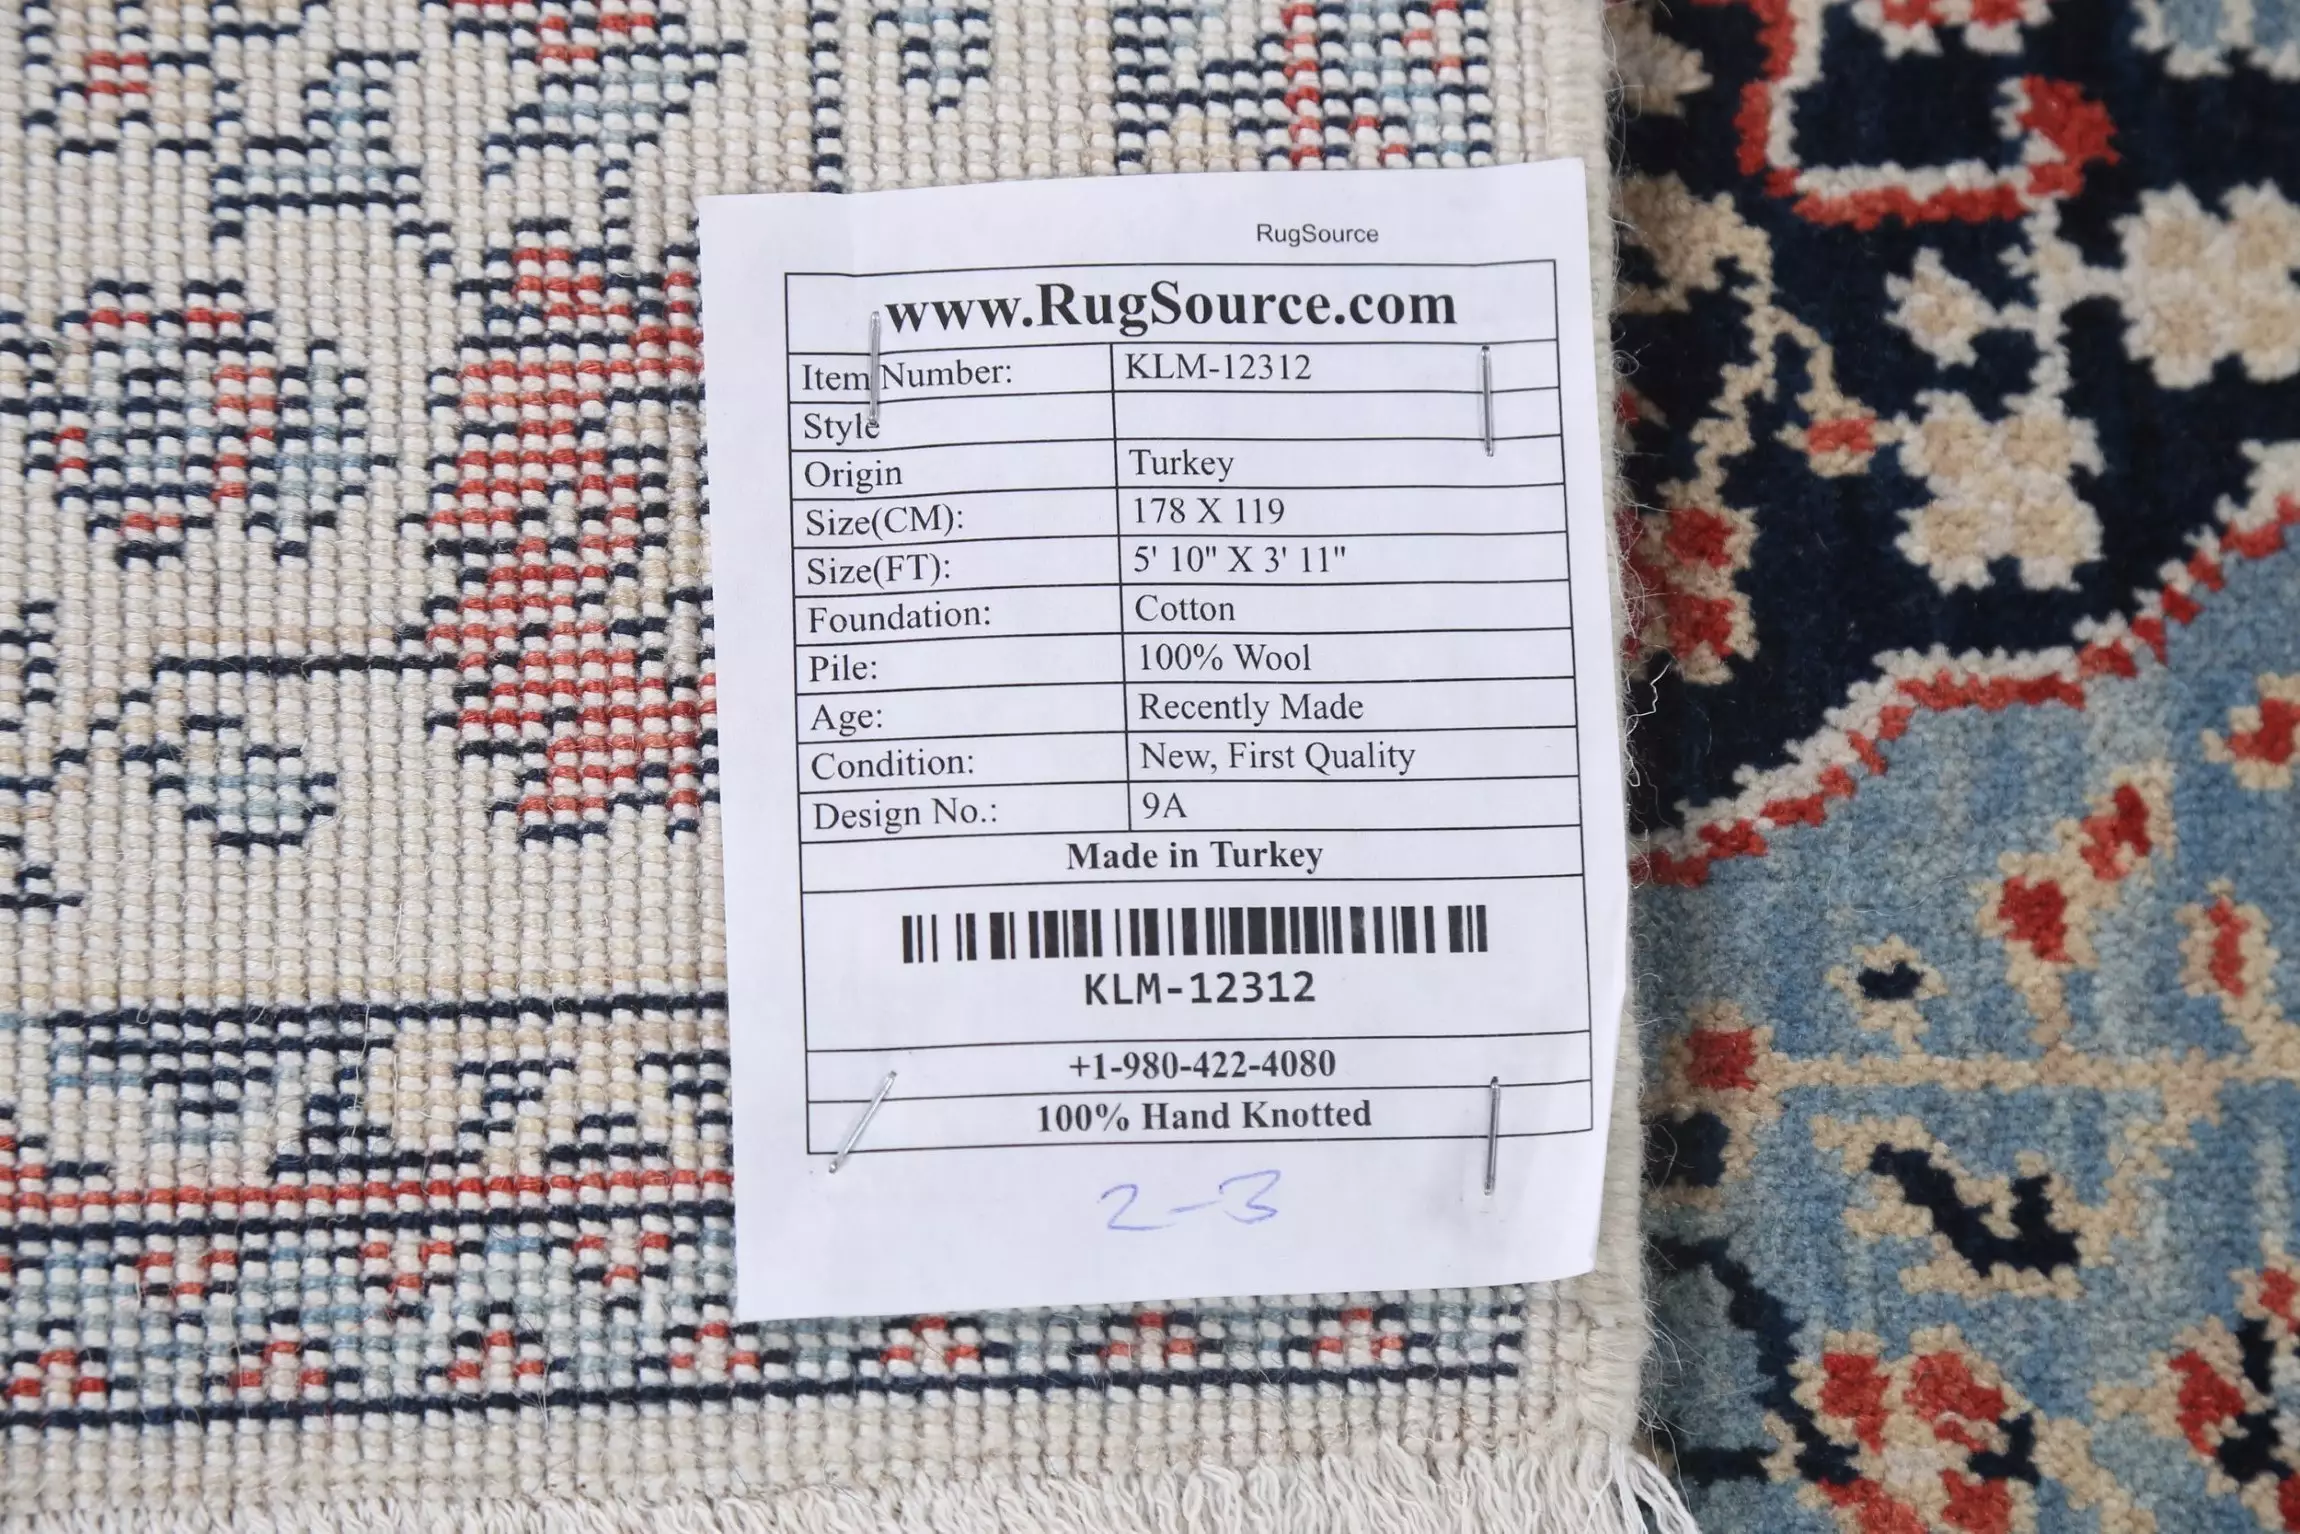 RugSource
www.RugSource.com
Item Number: KLM-12312
Style
Origin Turkey
Size(CM): 178 X 119
Size(FT): 5' 10" X 3' 11"
Foundation: Cotton
Pile: 100% Wool
Age: Recently Made
Condition: New, First Quality
Design No.: 9A
Made in Turkey
KLM-12312
+1-980-422-4080
100% Hand Knotted
2-3